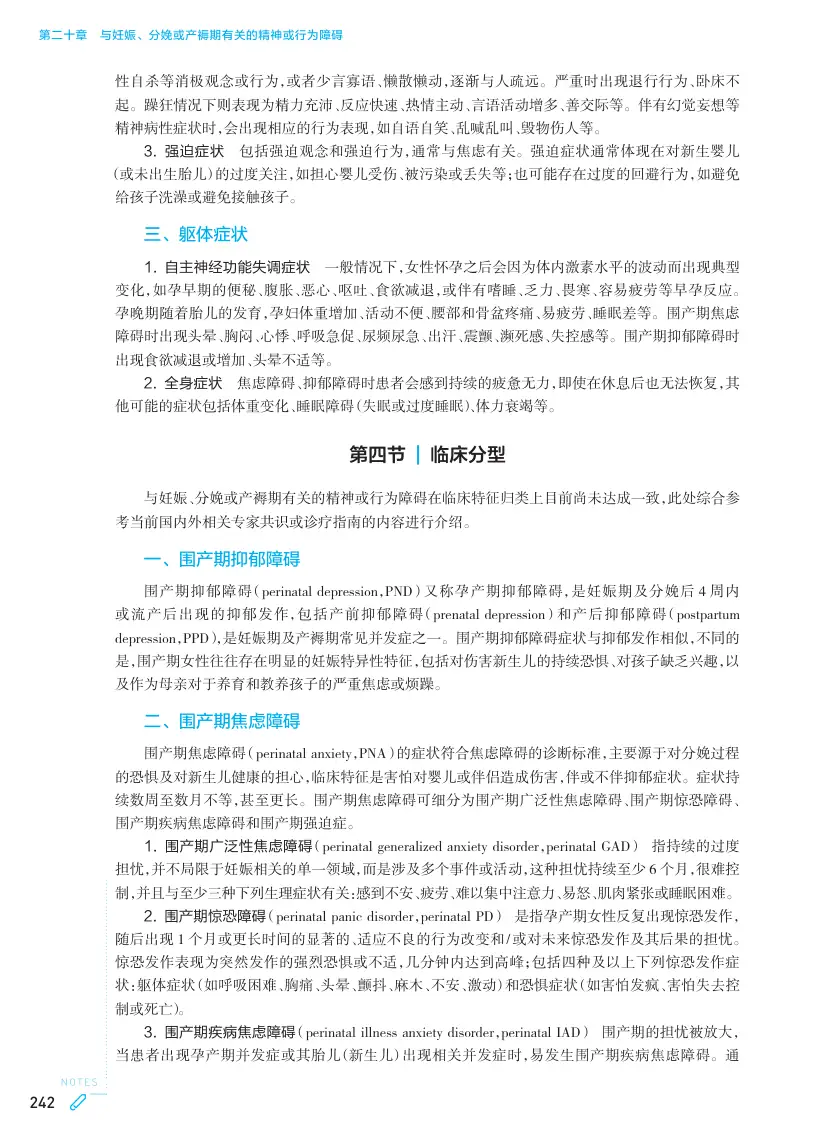 第二十章 与妊娠、分娩或产褥期有关的精神或行为障碍
性自杀等消极观念或行为,或者少言寡语、懒散懒动,逐渐与人疏远。严重时出现退行行为、卧床不
起。躁狂情况下则表现为精力充沛、反应快速、热情主动、言语活动增多、善交际等。伴有幻觉妄想等
精神病性症状时,会出现相应的行为表现,如自语自笑、乱喊乱叫、毁物伤人等。
3. 强迫症状 包括强迫观念和强迫行为,通常与焦虑有关。强迫症状通常体现在对新生婴儿
(或未出生胎儿)的过度关注,如担心婴儿受伤、被污染或丢失等;也可能存在过度的回避行为,如避免
给孩子洗澡或避免接触孩子。
三、躯体症状
1. 自主神经功能失调症状 一般情况下,女性怀孕之后会因为体内激素水平的波动而出现典型
变化,如孕早期的便秘、腹胀、恶心、呕吐、食欲减退,或伴有嗜睡、乏力、畏寒、容易疲劳等早孕反应。
孕晚期随着胎儿的发育,孕妇体重增加、活动不便、腰部和骨盆疼痛、易疲劳、睡眠差等。围产期焦虑
障碍时出现头晕、胸闷、心悸、呼吸急促、尿频尿急、出汗、震颤、濒死感、失控感等。围产期抑郁障碍时
出现食欲减退或增加、头晕不适等。
2. 全身症状 焦虑障碍、抑郁障碍时患者会感到持续的疲惫无力,即使在休息后也无法恢复,其
他可能的症状包括体重变化、睡眠障碍(失眠或过度睡眠)、体力衰竭等。
第四节 | 临床分型
与妊娠、分娩或产褥期有关的精神或行为障碍在临床特征归类上目前尚未达成一致,此处综合参
考当前国内外相关专家共识或诊疗指南的内容进行介绍。
一、围产期抑郁障碍
围产期抑郁障碍(perinatal depression,PND)又称孕产期抑郁障碍,是妊娠期及分娩后 4 周内
或流产后出现的抑郁发作,包括产前抑郁障碍(prenatal depression)和产后抑郁障碍(postpartum
depression,PPD),是妊娠期及产褥期常见并发症之一。围产期抑郁障碍症状与抑郁发作相似,不同的
是,围产期女性往往存在明显的妊娠特异性特征,包括对伤害新生儿的持续恐惧、对孩子缺乏兴趣,以
及作为母亲对于养育和教养孩子的严重焦虑或烦躁。
二、围产期焦虑障碍
围产期焦虑障碍(perinatal anxiety,PNA)的症状符合焦虑障碍的诊断标准,主要源于对分娩过程
的恐惧及对新生儿健康的担心,临床特征是害怕对婴儿或伴侣造成伤害,伴或不伴抑郁症状。症状持
续数周至数月不等,甚至更长。围产期焦虑障碍可细分为围产期广泛性焦虑障碍、围产期惊恐障碍、
围产期疾病焦虑障碍和围产期强迫症。
1. 围产期广泛性焦虑障碍(perinatal generalized anxiety disorder,perinatal GAD) 指持续的过度
担忧,并不局限于妊娠相关的单一领域,而是涉及多个事件或活动,这种担忧持续至少 6 个月,很难控
制,并且与至少三种下列生理症状有关:感到不安、疲劳、难以集中注意力、易怒、肌肉紧张或睡眠困难。
2. 围产期惊恐障碍(perinatal panic disorder,perinatal PD) 是指孕产期女性反复出现惊恐发作,
随后出现 1 个月或更长时间的显著的、适应不良的行为改变和/或对未来惊恐发作及其后果的担忧。
惊恐发作表现为突然发作的强烈恐惧或不适,几分钟内达到高峰;包括四种及以上下列惊恐发作症
状:躯体症状(如呼吸困难、胸痛、头晕、颤抖、麻木、不安、激动)和恐惧症状(如害怕发疯、害怕失去控
制或死亡)。
3. 围产期疾病焦虑障碍(perinatal illness anxiety disorder,perinatal IAD) 围产期的担忧被放大,
当患者出现孕产期并发症或其胎儿(新生儿)出现相关并发症时,易发生围产期疾病焦虑障碍。通
NOTES
242